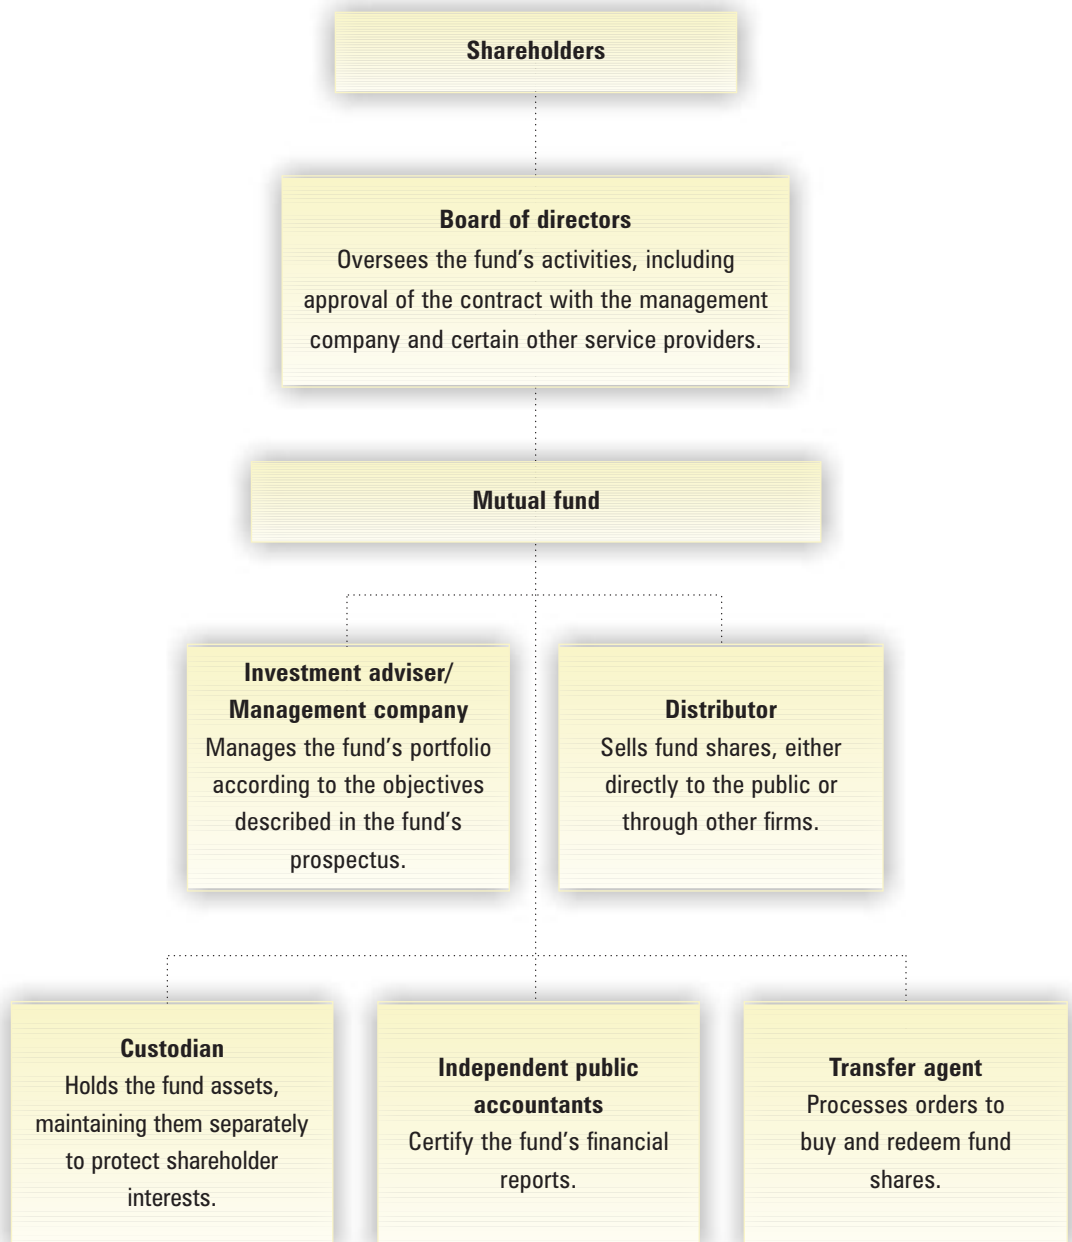 Shareholders
Board of directors
Oversees the fund’s activities, including
approval of the contract with the management
company and certain other service providers.
Mutual fund
Investment adviser/
Management company
Manages the fund’s portfolio
according to the objectives
described in the fund’s
prospectus.
Distributor
Sells fund shares, either
directly to the public or
through other firms.
Custodian
Holds the fund assets,
maintaining them separately
to protect shareholder
interests.
Independent public
accountants
Certify the fund’s financial
reports.
Transfer agent
Processes orders to
buy and redeem fund
shares.